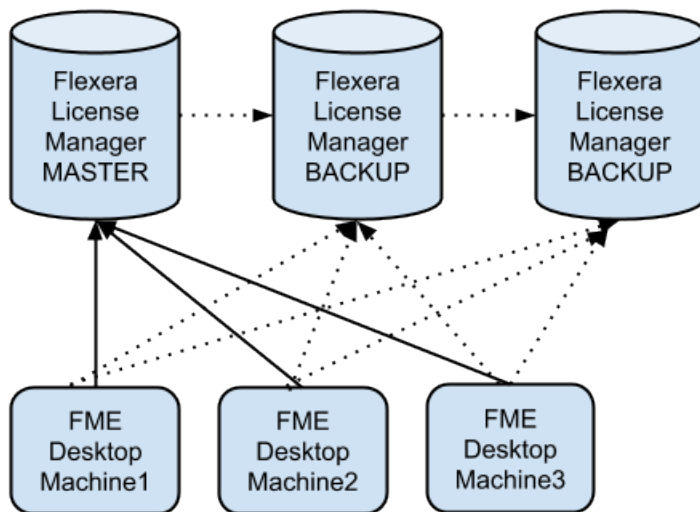 Flexera
License
Manager
MASTER
Flexera
License
Manager
BACKUP
Flexera
License
Manager
BACKUP
FME
Desktop
Machine1
FME
Desktop
Machine2
FME
Desktop
Machine3